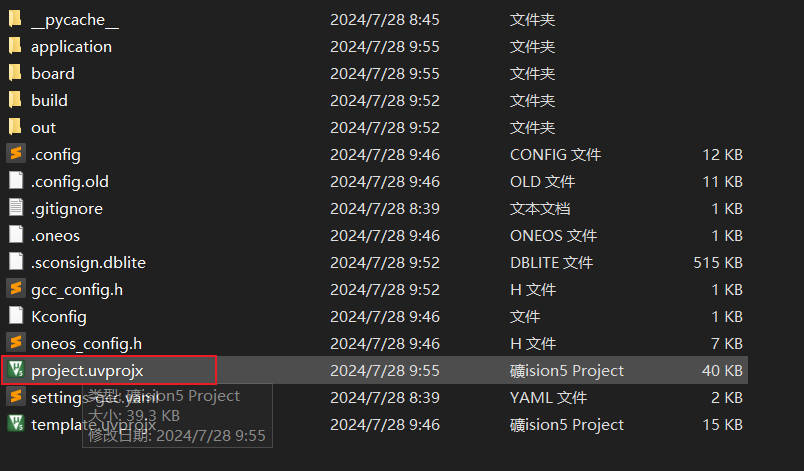 __pycache__ 2024/7/28 8:45 文件夹
application 2024/7/28 9:55 文件夹
board 2024/7/28 9:55 文件夹
build 2024/7/28 9:52 文件夹
out 2024/7/28 9:52 文件夹
.config 2024/7/28 9:46 CONFIG 文件 12 KB
.config.old 2024/7/28 9:46 OLD 文件 11 KB
.gitignore 2024/7/28 8:39 文本文档 1 KB
.oneos 2024/7/28 9:46 ONEOS 文件 1 KB
.sconsign.dblite 2024/7/28 9:52 DBLITE 文件 515 KB
gcc_config.h 2024/7/28 9:46 H 文件 1 KB
Kconfig 2024/7/28 9:46 文件 1 KB
oneos_config.h 2024/7/28 9:46 H 文件 7 KB
project.uvprojx 2024/7/28 9:55 礦ision5 Project 40 KB
settings-gcc.yaml 2024/7/28 8:39 YAML 文件 2 KB
template.uvprojx 2024/7/28 9:46 礦ision5 Project 15 KB
类型: 礦ision5 Project
大小: 39.3 KB
修改日期: 2024/7/28 9:55